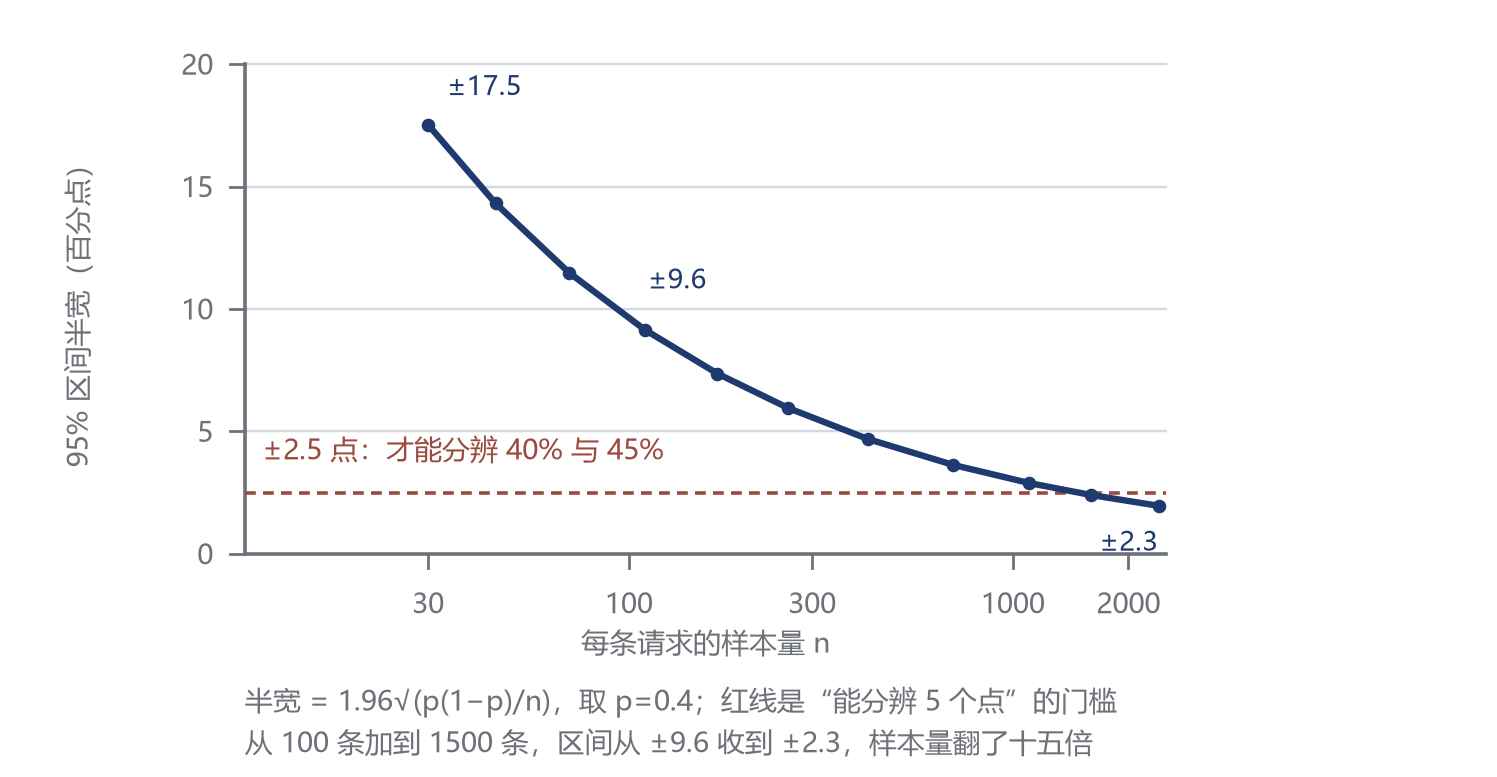 20
±17.5
15
±9.6
10
95% 区间半宽（百分点）
5
±2.5 点：才能分辨 40% 与 45%
±2.3
0
30 100 300 1000 2000
每条请求的样本量 n
半宽 = 1.96√(p(1−p)/n)，取 p=0.4；红线是“能分辨 5 个点”的门槛
从 100 条加到 1500 条，区间从 ±9.6 收到 ±2.3，样本量翻了十五倍